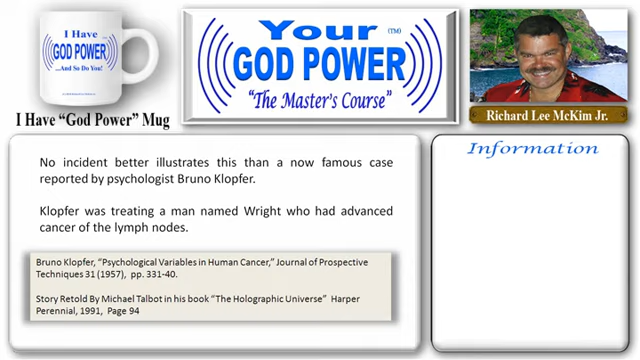 I Have...
GOD POWER
...And So Do You!
I Have “God Power” Mug
Your (TM)
GOD POWER
“The Master’s Course”
Richard Lee McKim Jr.
No incident better illustrates this than a now famous case
reported by psychologist Bruno Klopfer.
Klopfer was treating a man named Wright who had advanced
cancer of the lymph nodes.
Bruno Klopfer, “Psychological Variables in Human Cancer,” Journal of Prospective
Techniques 31 (1957), pp. 331-40.
Story Retold By Michael Talbot in his book “The Holographic Universe” Harper
Perennial, 1991, Page 94
Information